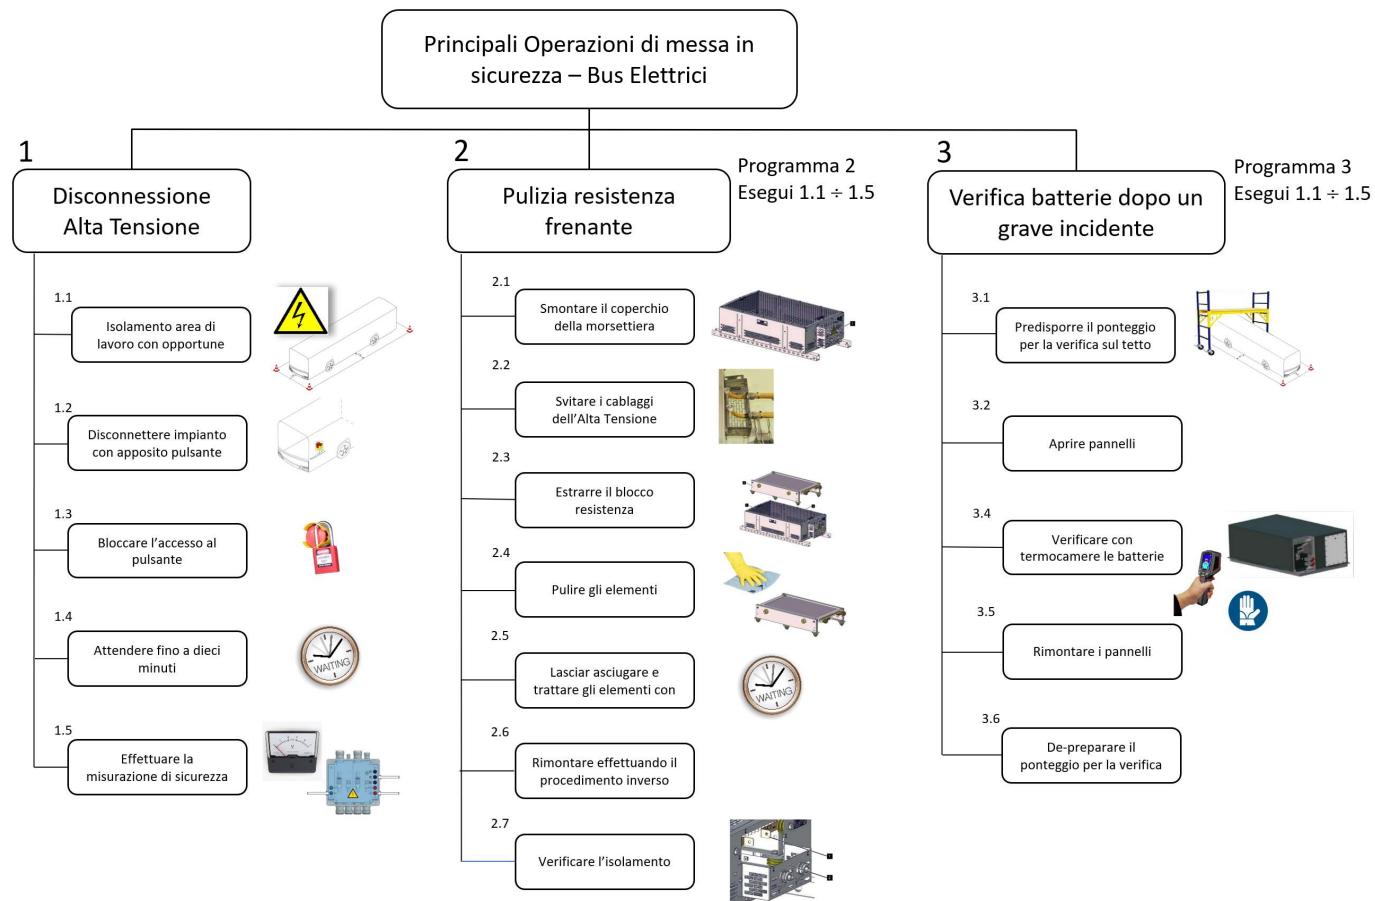 Principali Operazioni di messa in
sicurezza – Bus Elettrici
1
Disconnessione
Alta Tensione
1.1
Isolamento area di
lavoro con opportune
1.2
Disconnettere impianto
con apposito pulsante
1.3
Bloccare l'accesso al
pulsante
1.4
Attendere fino a dieci
minuti
WAITING
1.5
Effettuare la
misurazione di sicurezza
V
2
Pulizia resistenza
frenante
Programma 2
Esegui 1.1 ÷ 1.5
2.1
Smontare il coperchio
della morsettiera
2.2
Svitare i cablaggi
dell'Alta Tensione
2.3
Estrarre il blocco
resistenza
2.4
Pulire gli elementi
2.5
Lasciar asciugare e
trattare gli elementi con
WAITING
2.6
Rimontare effettuando il
procedimento inverso
2.7
Verificare l'isolamento
3
Verifica batterie dopo un
grave incidente
Programma 3
Esegui 1.1 ÷ 1.5
3.1
Predisporre il ponteggio
per la verifica sul tetto
3.2
Aprire pannelli
3.4
Verificare con
termocamere le batterie
3.5
Rimontare i pannelli
3.6
De-preparare il
ponteggio per la verifica